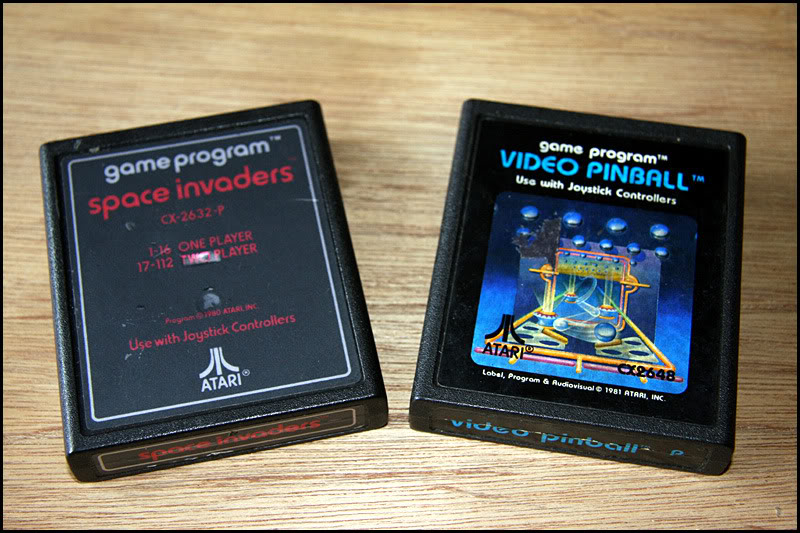 game program™
space invaders™
CX-2632-P
1-16 ONE PLAYER
17-112 TWO PLAYER
Program © 1980 ATARI, INC.
Use with Joystick Controllers
ATARI®
space invaders
game program™
VIDEO PINBALL™
Use with Joystick Controllers
ATARI®
CX2648
Label, Program & Audiovisual © 1981 ATARI, INC.
video pinball™ P